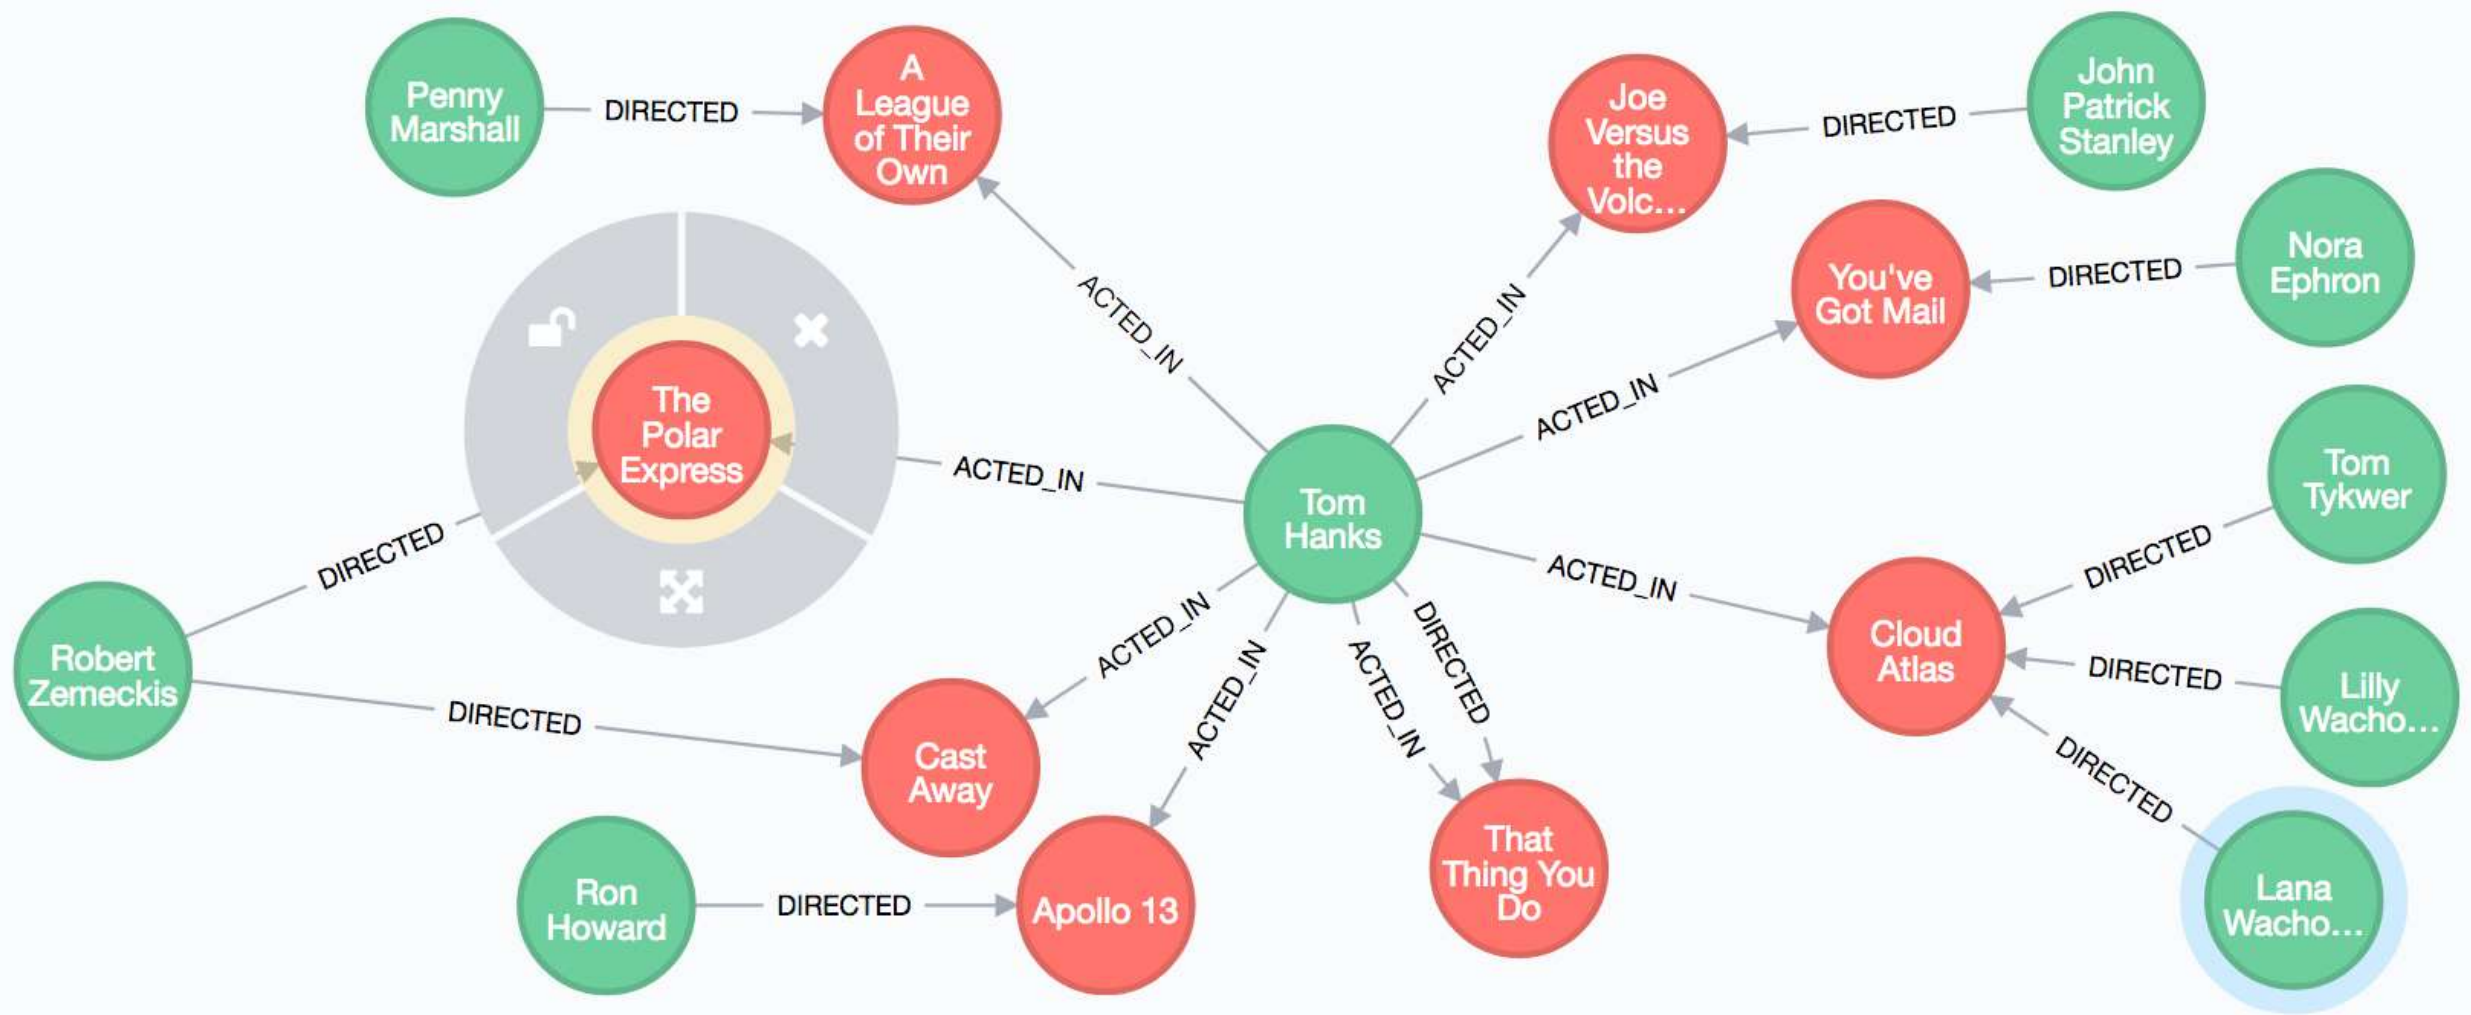 Penny
Marshall
DIRECTED
A
League
of Their
Own
Joe
Versus
the
Volc...
DIRECTED
John
Patrick
Stanley
You've
Got Mail
DIRECTED
Nora
Ephron
ACTED_IN
ACTED_IN
ACTED_IN
The
Polar
Express
ACTED_IN
Tom
Hanks
Tom
Tykwer
DIRECTED
DIRECTED
ACTED_IN
Cloud
Atlas
DIRECTED
Lilly
Wacho...
Robert
Zemeckis
DIRECTED
ACTED_IN
ACTED_IN
ACTED_IN
DIRECTED
Cast
Away
DIRECTED
Ron
Howard
DIRECTED
Apollo 13
That
Thing You
Do
Lana
Wacho...